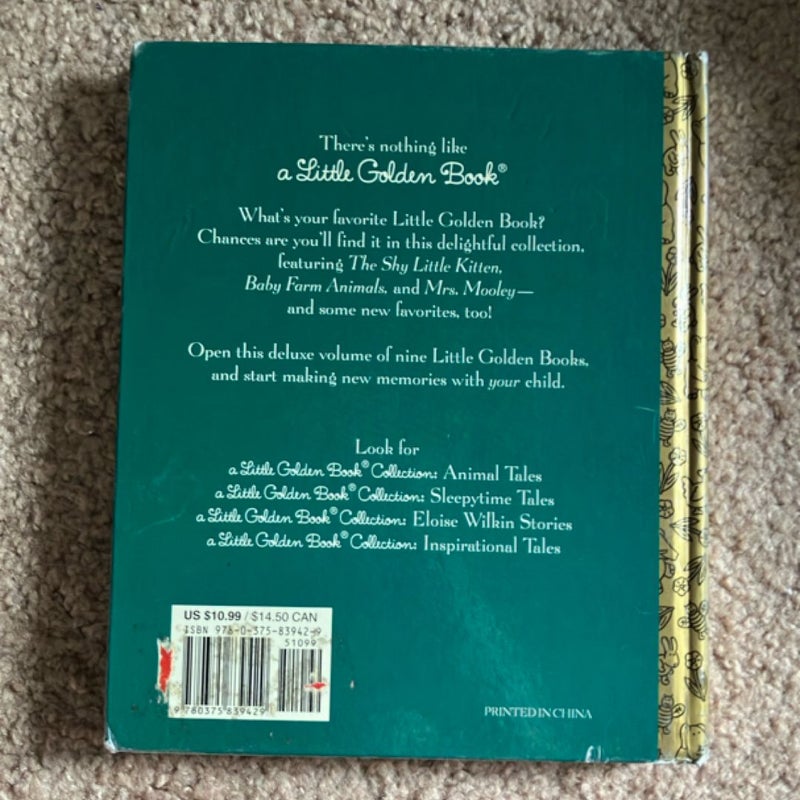 There's nothing like
a Little Golden Book®
What's your favorite Little Golden Book?
Chances are you'll find it in this delightful collection,
featuring The Shy Little Kitten,
Baby Farm Animals, and Mrs. Mooley—
and some new favorites, too!
Open this deluxe volume of nine Little Golden Books,
and start making new memories with your child.
Look for
a Little Golden Book® Collection: Animal Tales
a Little Golden Book® Collection: Sleepytime Tales
a Little Golden Book® Collection: Eloise Wilkin Stories
a Little Golden Book® Collection: Inspirational Tales
US $10.99 / $14.50 CAN
ISBN 978-0-375-83942-9
51099
9 780375 839429
PRINTED IN CHINA